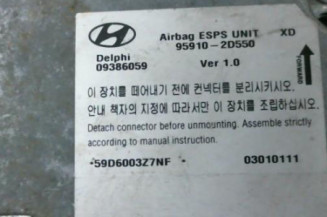 Airbag ESPS UNIT XD
95910-2D550
Delphi
09386059
Ver 1.0
FORWARD
이 장치를 떼어내기 전에 컨넥터를 분리시키시오.
안내 책자의 지정에 따라서만 이 장치를 조립하십시오.
Detach connector before unmounting. Assemble strictly
according to manual instruction.
59D6003Z7NF
03010111